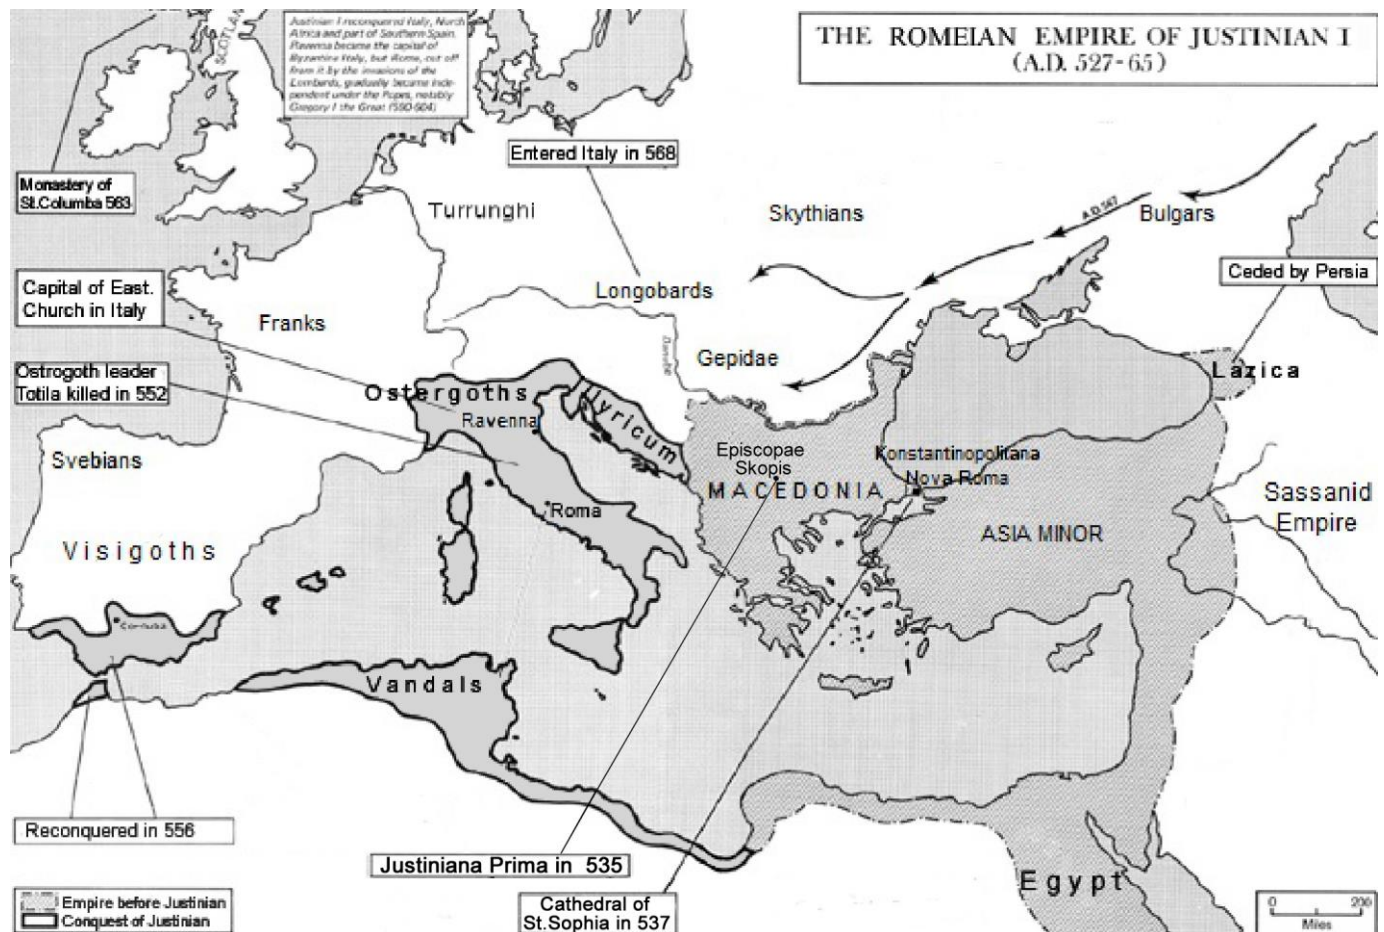 SCOTLAND
Justinian I reconquered Italy, North
Africa and part of Southern Spain.
Ravenna became the capital of
Byzantine Italy, but Rome, cut off
from it by the invasions of the
Lombards, gradually became inde-
pendent under the Popes, notably
Gregory I the Great (590-604)
THE ROMEIAN EMPIRE OF JUSTINIAN I
(A.D. 527-65)
Entered Italy in 568
Monastery of
St.Columba 563
Turrunghi
Skythians
A.D.547
Bulgars
Capital of East.
Church in Italy
Ceded by Persia
Longobards
Franks
Danube
Gepidae
Ostrogoth leader
Totila killed in 552
Ostergoths
Illyricum
Lazica
Ravenna
Svebians
Episcopae
Skopis
Konstantinopolitana
Nova Roma
MACEDONIA
Roma
Sassanid
Empire
ASIA MINOR
Visigoths
Vandals
Reconquered in 556
Justiniana Prima in 535
Egypt
Cathedral of
St.Sophia in 537
Empire before Justinian
Conquest of Justinian
0 200
Miles